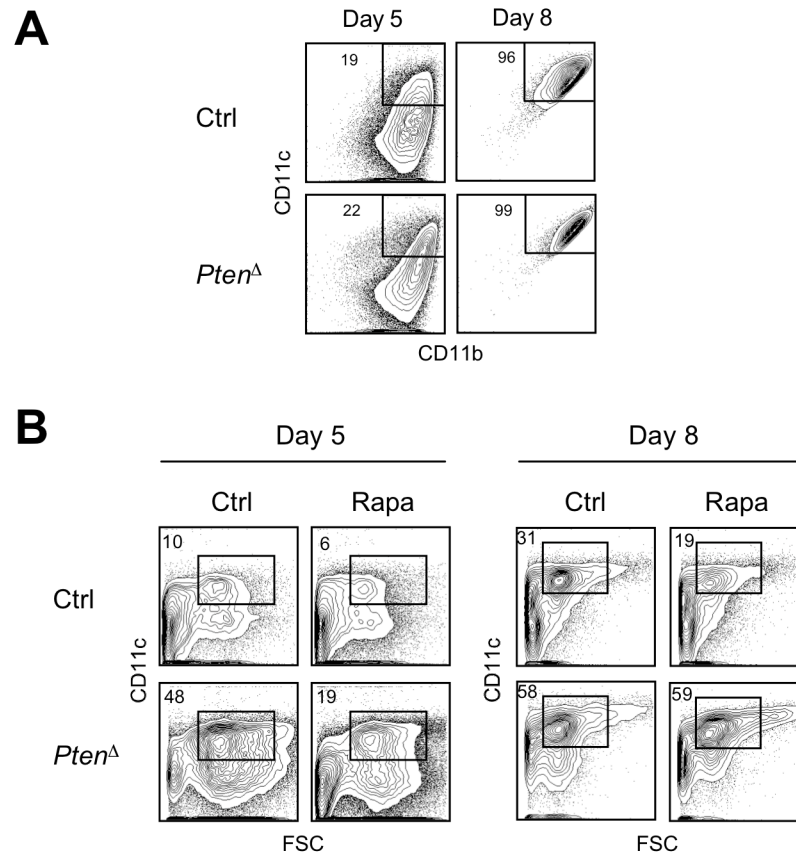 A
Day 5 Day 8
Ctrl
19 96
CD11c
22 99
PtenΔ
CD11b
B
Day 5 Day 8
Ctrl Rapa Ctrl Rapa
Ctrl
10 6 31 19
CD11c CD11c
48 19 58 59
PtenΔ
FSC FSC